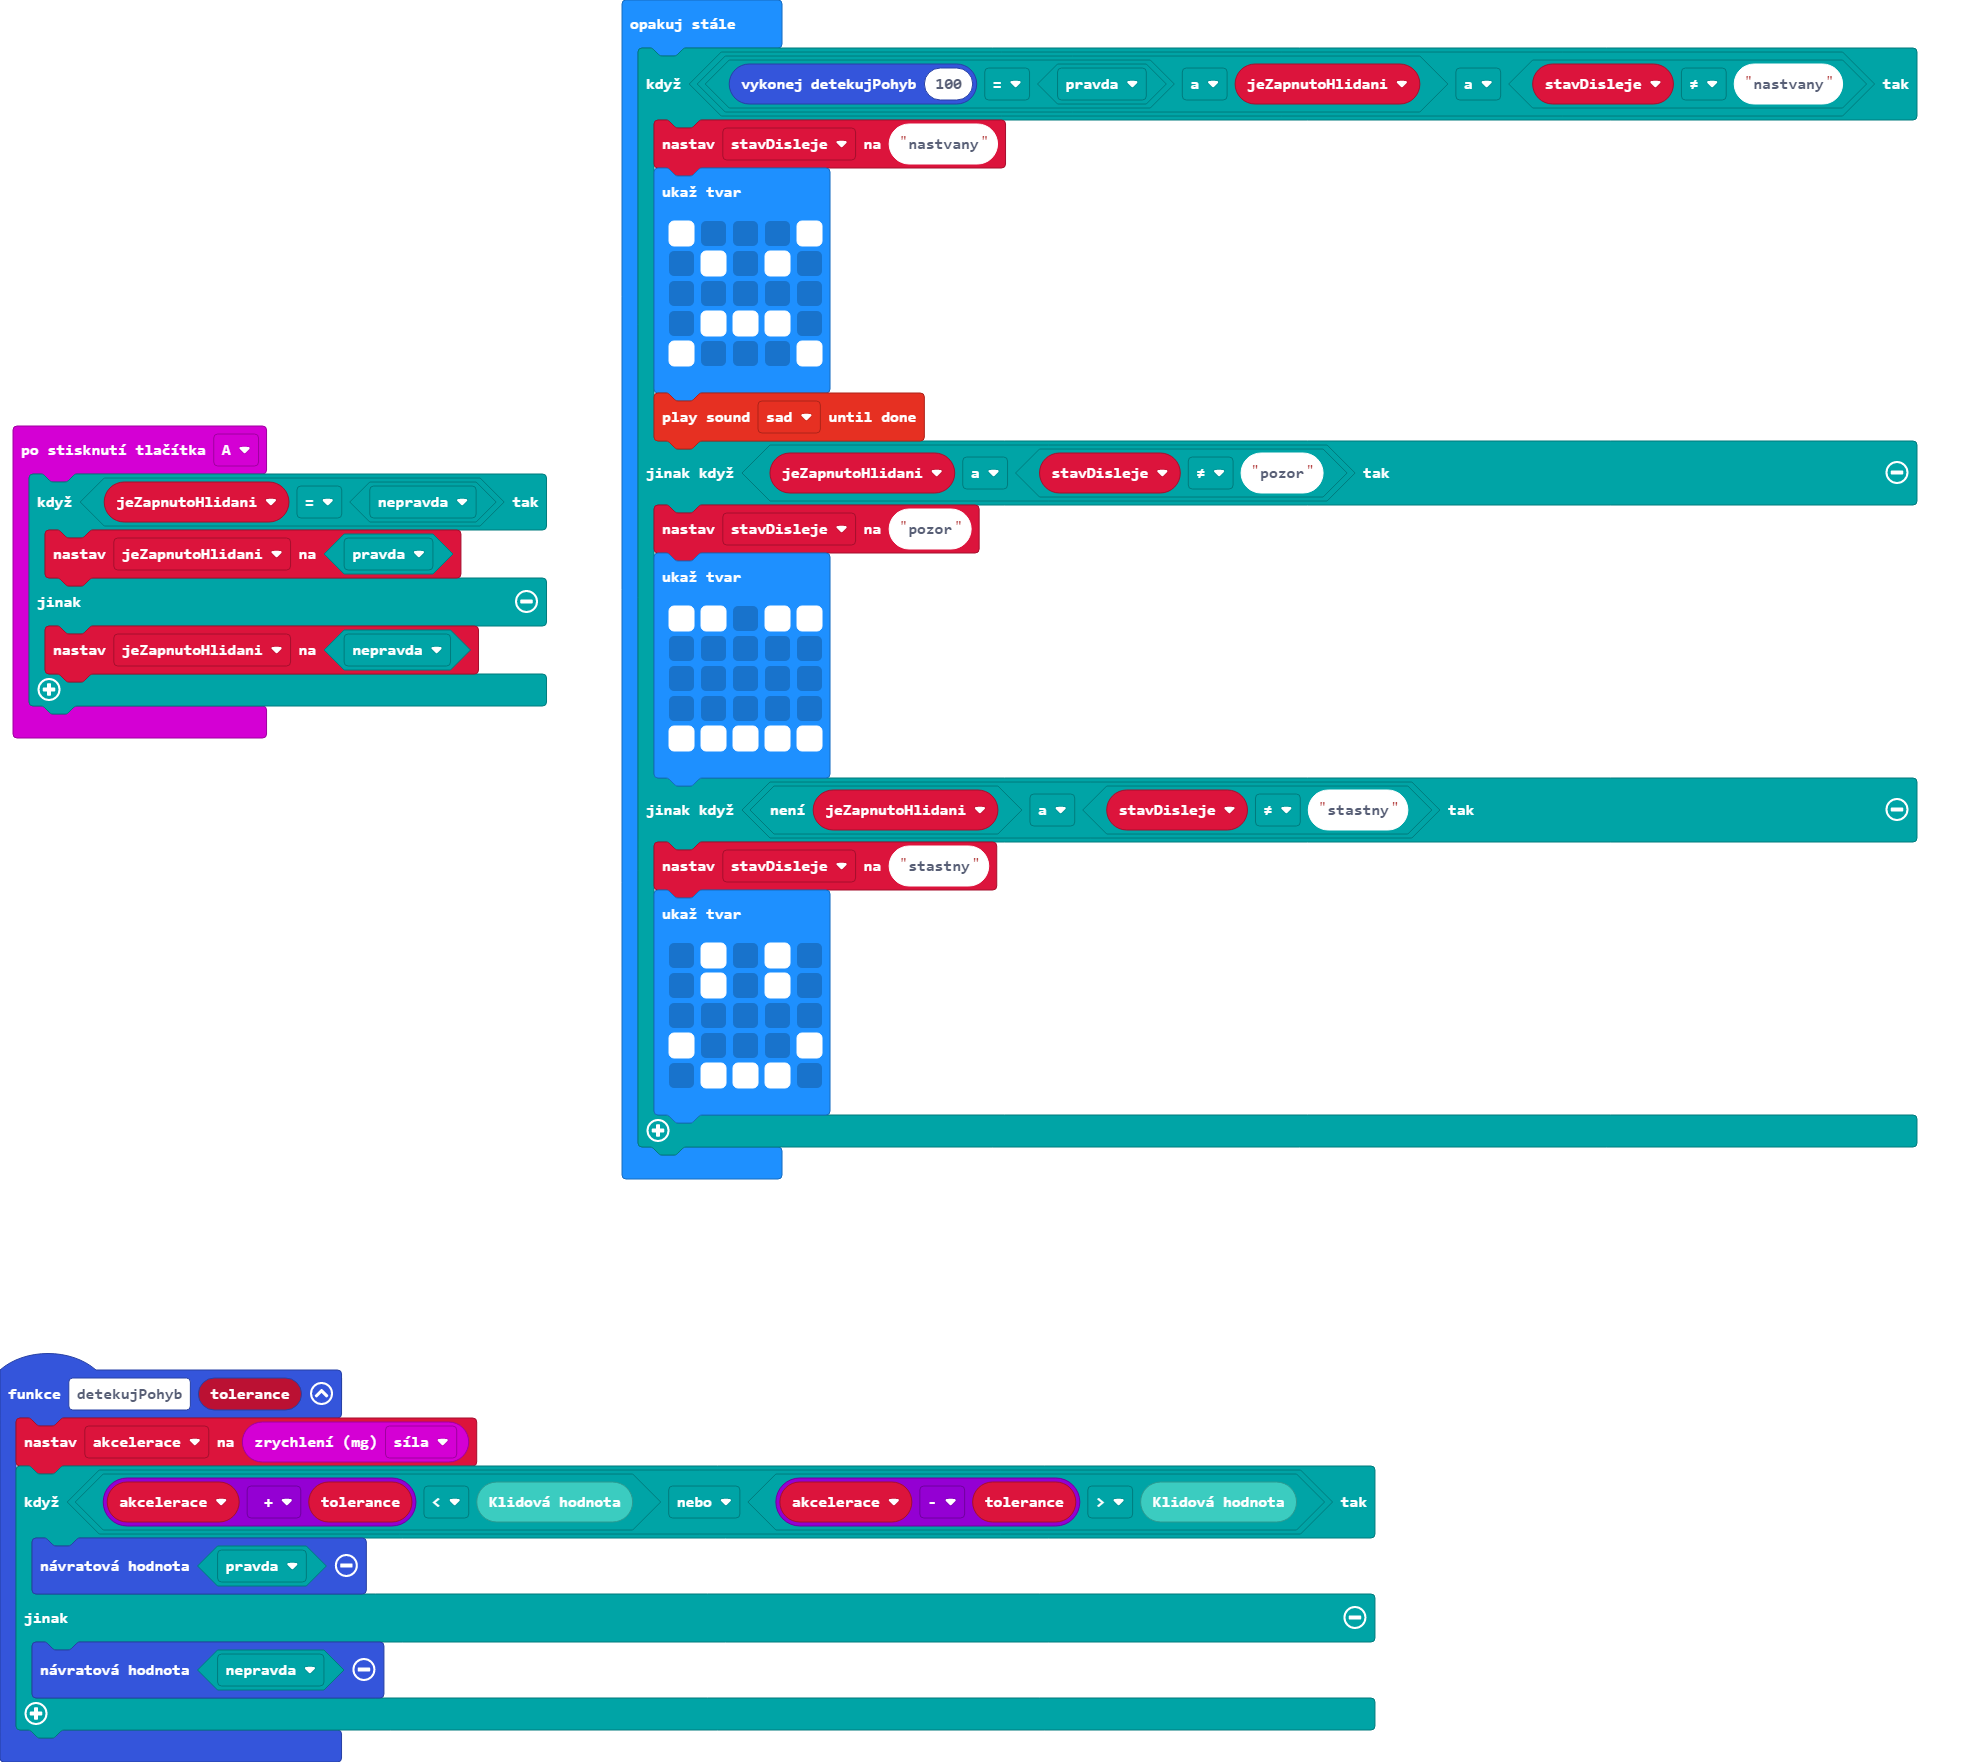 opakuj stále
když vykonej detekujPohyb 100 = pravda a jeZapnutoHlidani a stavDisleje ≠ "nastvany" tak
nastav stavDisleje na "nastvany"
ukaž tvar
play sound sad until done
jinak když jeZapnutoHlidani a stavDisleje ≠ "pozor" tak
nastav stavDisleje na "pozor"
ukaž tvar
jinak když není jeZapnutoHlidani a stavDisleje ≠ "stastny" tak
nastav stavDisleje na "stastny"
ukaž tvar
po stisknutí tlačítka A
když jeZapnutoHlidani = nepravda tak
nastav jeZapnutoHlidani na pravda
jinak
nastav jeZapnutoHlidani na nepravda
funkce detekujPohyb tolerance
nastav akcelerace na zrychlení (mg) síla
když akcelerace + tolerance < Klidová hodnota nebo akcelerace - tolerance > Klidová hodnota tak
návratová hodnota pravda
jinak
návratová hodnota nepravda